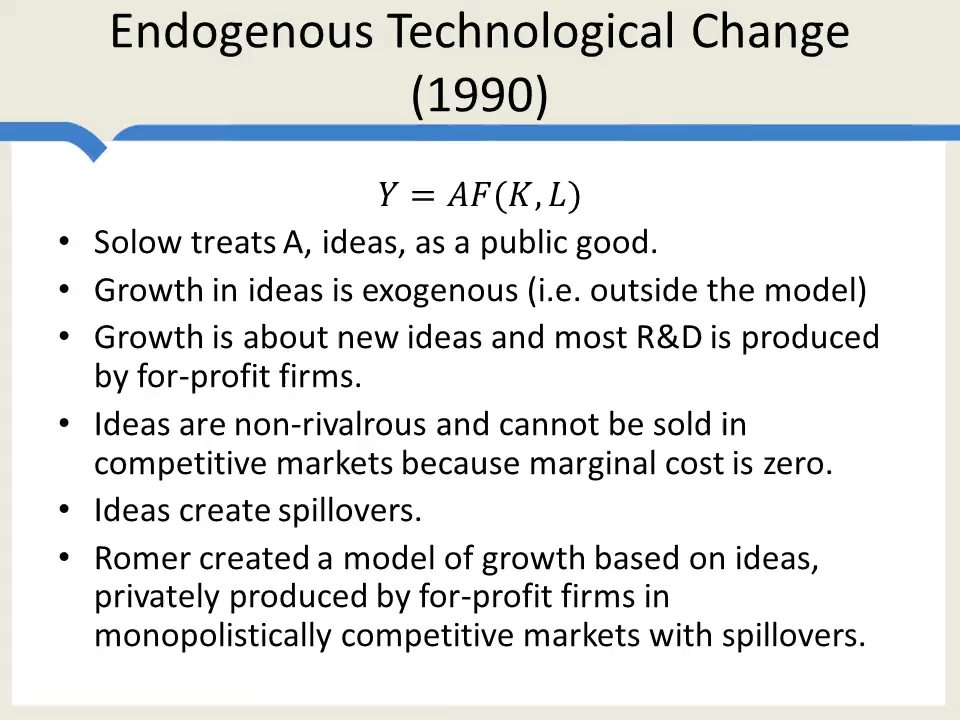 Endogenous Technological Change
(1990)
𝑌 = 𝐴𝐹(𝐾, 𝐿)
• Solow treats A, ideas, as a public good.
• Growth in ideas is exogenous (i.e. outside the model)
• Growth is about new ideas and most R&D is produced
by for-profit firms.
• Ideas are non-rivalrous and cannot be sold in
competitive markets because marginal cost is zero.
• Ideas create spillovers.
• Romer created a model of growth based on ideas,
privately produced by for-profit firms in
monopolistically competitive markets with spillovers.